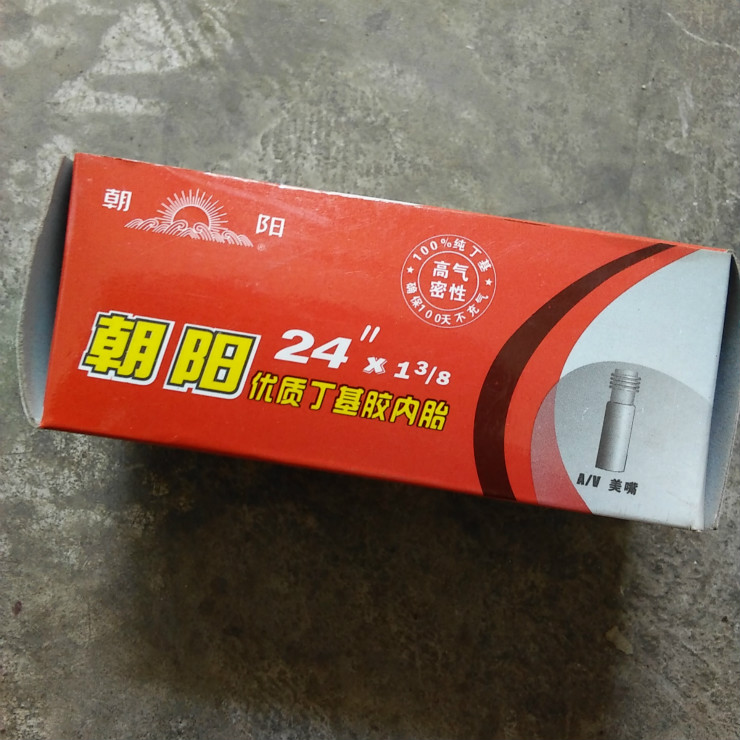 朝 阳
100%纯丁基
高气
密性
确保100天不充气
朝阳 24" x 1 3/8
优质丁基胶内胎
A/V 美嘴